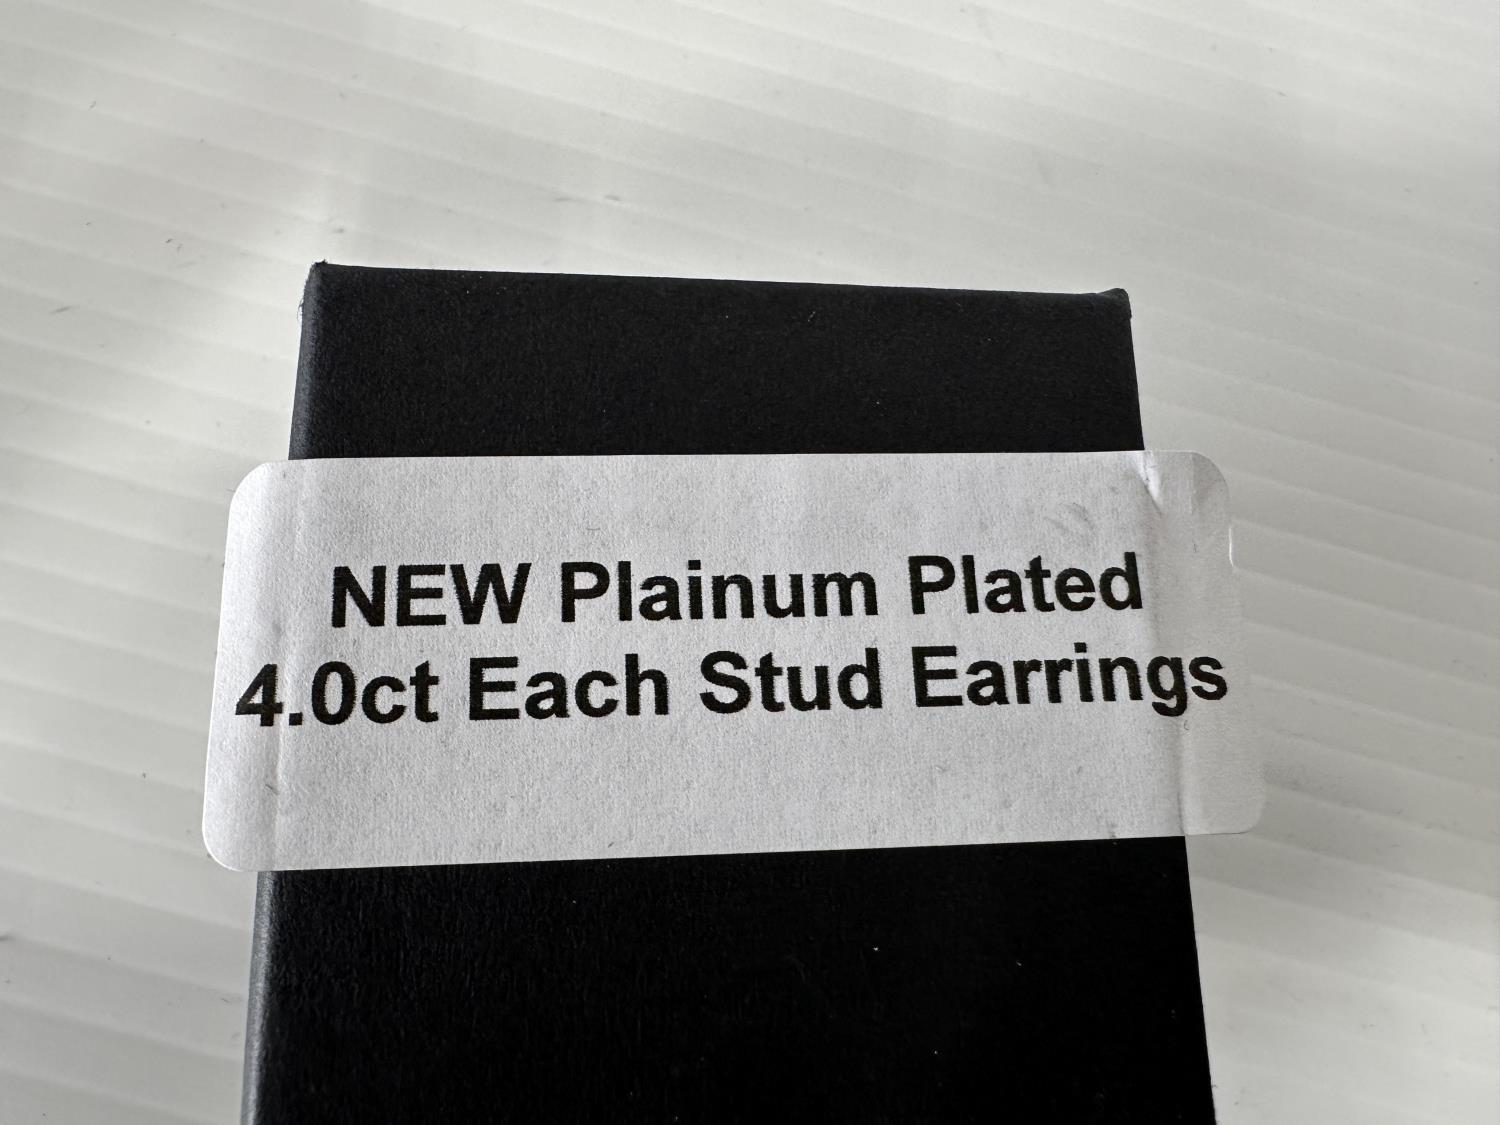 NEW Plainum Plated
4.0ct Each Stud Earrings